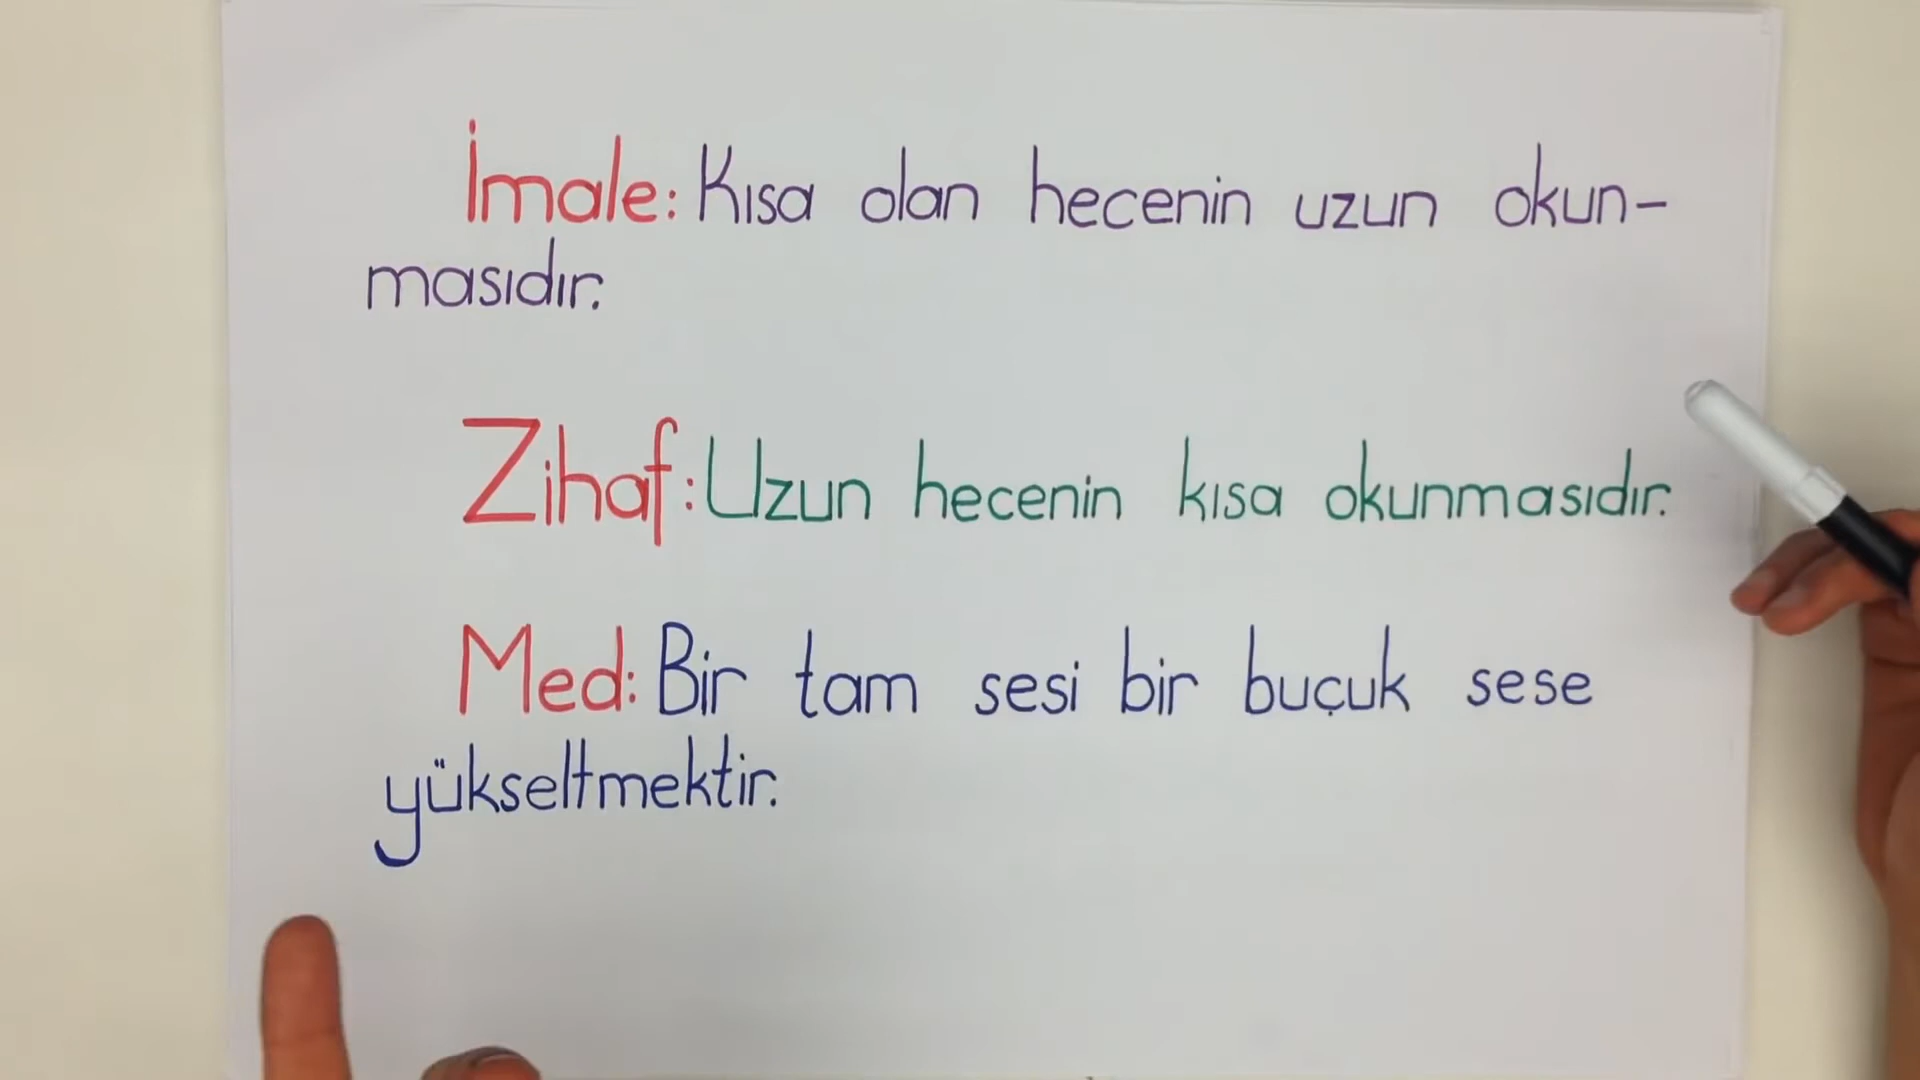 İmale: Kısa olan hecenin uzun okun-
masıdır.
Zihaf: Uzun hecenin kısa okunmasıdır.
Med: Bir tam sesi bir buçuk sese
yükseltmektir.